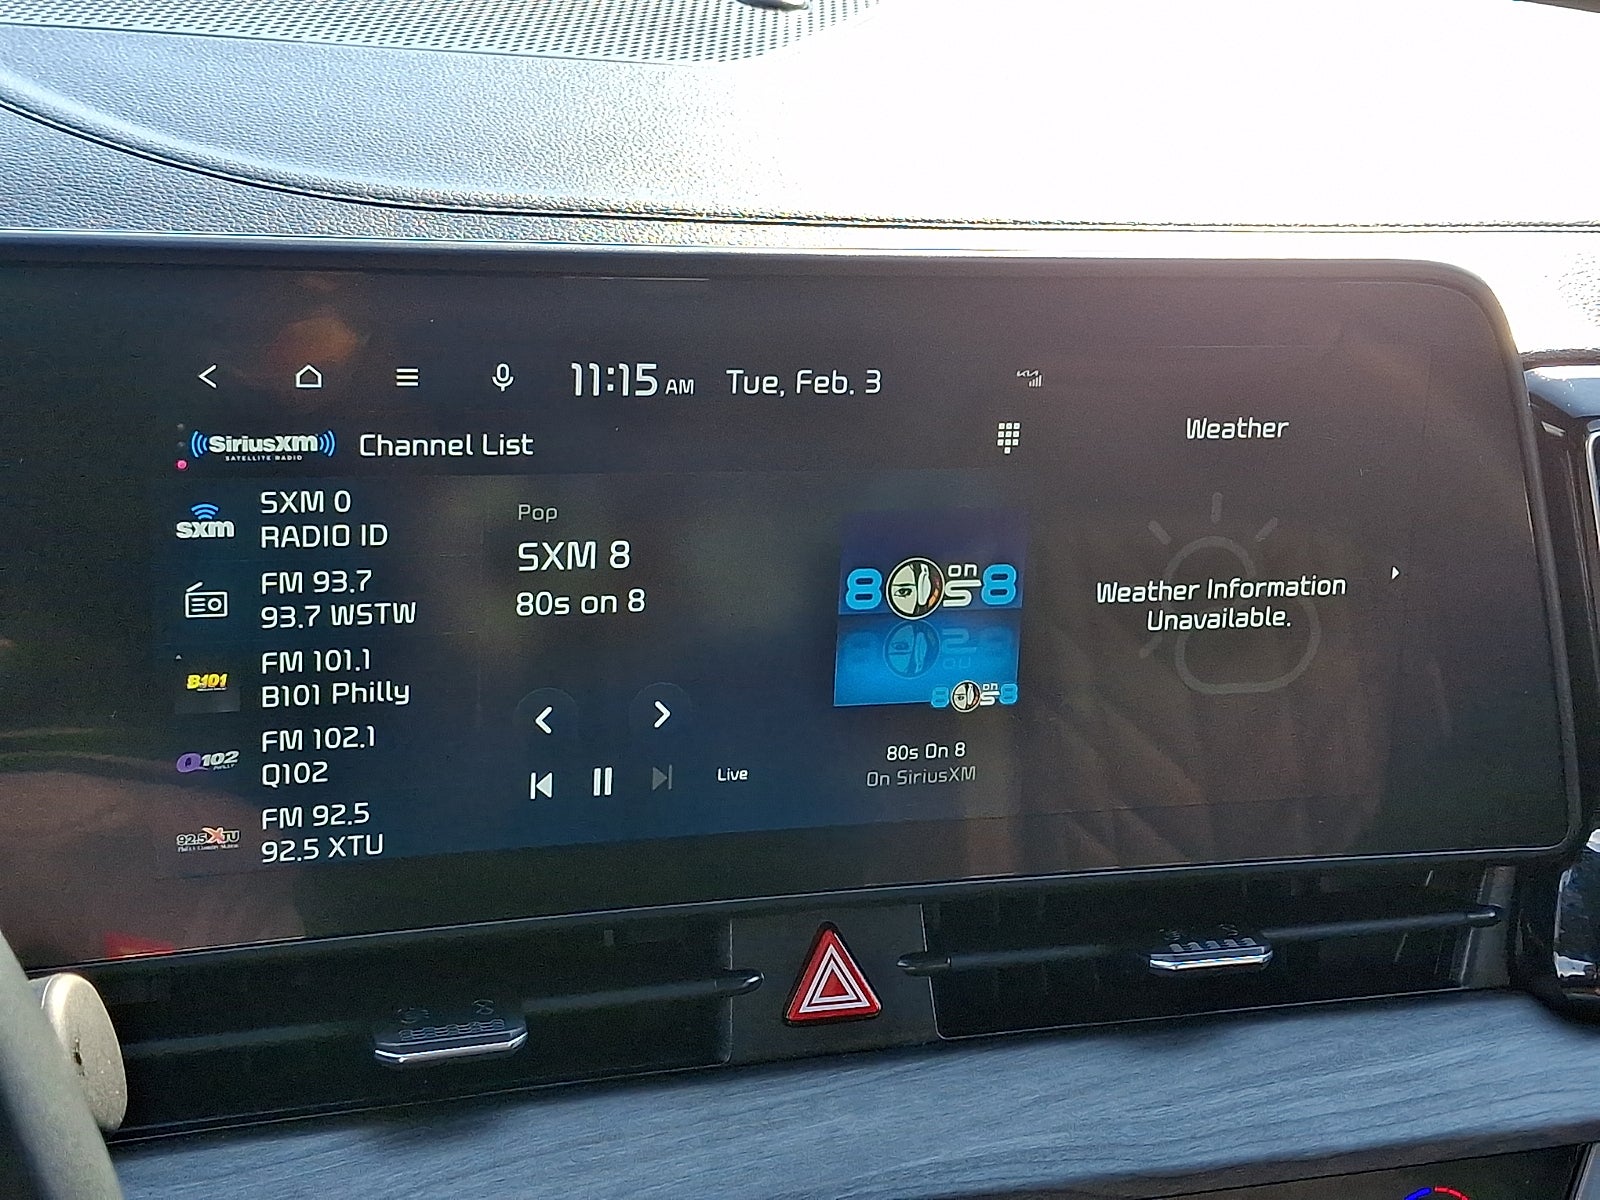 11:15 AM Tue, Feb. 3
SiriusXm
SATELLITE RADIO
Channel List
sxm
SXM 0
RADIO ID
FM 93.7
93.7 WSTW
B101
FM 101.1
B101 Philly
Q102
FM 102.1
Q102
92.5 XTU
FM 92.5
92.5 XTU
Pop
SXM 8
80s on 8
Live
80s on 8
80s on 8
80s On 8
On SiriusXM
Weather
Weather Information
Unavailable.